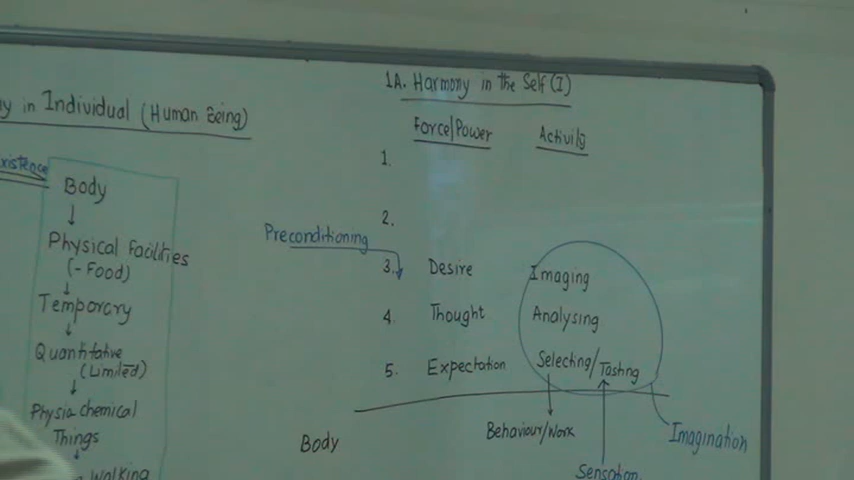 y in Individual (Human Being)
xistence
Body
Physical Facilities
(- Food)
Temporary
Quantitative
(Limited)
Physio chemical
Things
Walking
1A. Harmony in the Self (I)
Force/Power Activity
1.
2.
Preconditioning
3. Desire Imaging
4. Thought Analysing
5. Expectation Selecting/Tasting
Body Behaviour/Work Imagination
Sensation